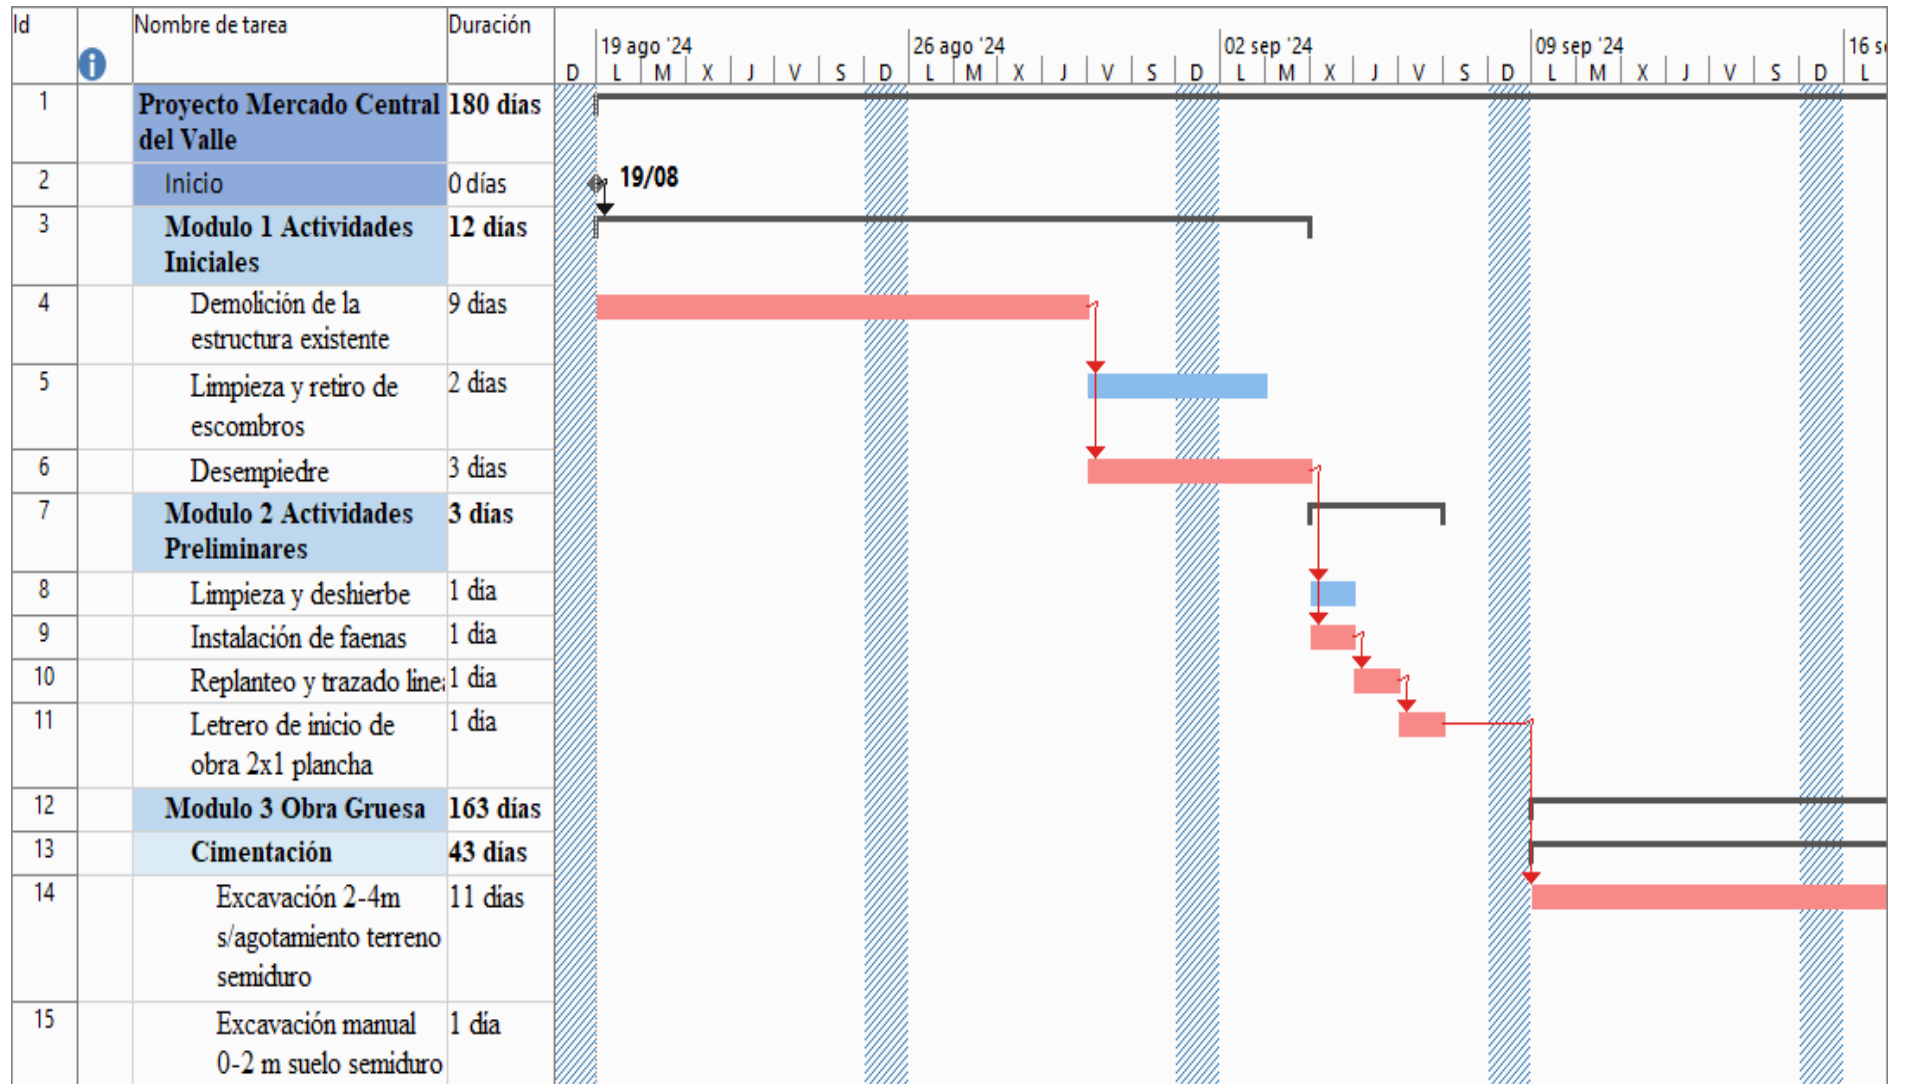 Id
Nombre de tarea
Duración
19 ago '24
26 ago '24
02 sep '24
09 sep '24
16 s
D L M X J V S D L M X J V S D L M X J V S D L M X J V S D L
1 Proyecto Mercado Central 180 días
del Valle
2 Inicio 0 días
19/08
3 Modulo 1 Actividades 12 días
Iniciales
4 Demolición de la 9 días
estructura existente
5 Limpieza y retiro de 2 días
escombros
6 Desempiedre 3 días
7 Modulo 2 Actividades 3 días
Preliminares
8 Limpieza y deshierbe 1 día
9 Instalación de faenas 1 día
10 Replanteo y trazado line 1 día
11 Letrero de inicio de 1 día
obra 2x1 plancha
12 Modulo 3 Obra Gruesa 163 días
13 Cimentación 43 días
14 Excavación 2-4m 11 días
s/agotamiento terreno
semiduro
15 Excavación manual 1 día
0-2 m suelo semiduro